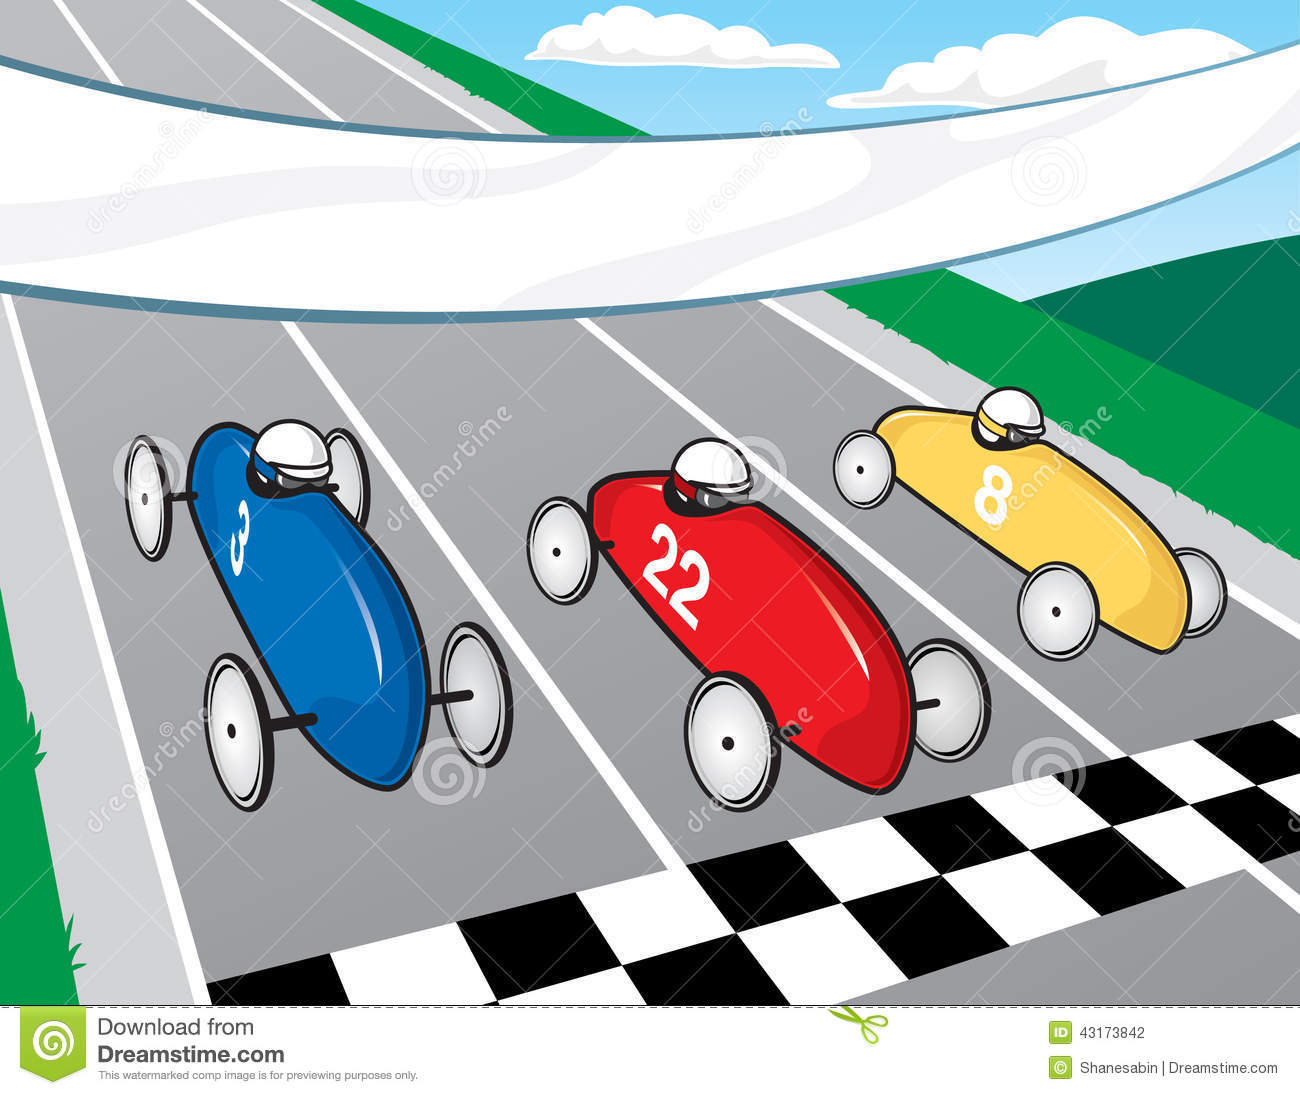 3
22
8
Download from
Dreamstime.com
This watermarked comp image is for previewing purposes only.
ID 43173842
© Shanesabin | Dreamstime.com